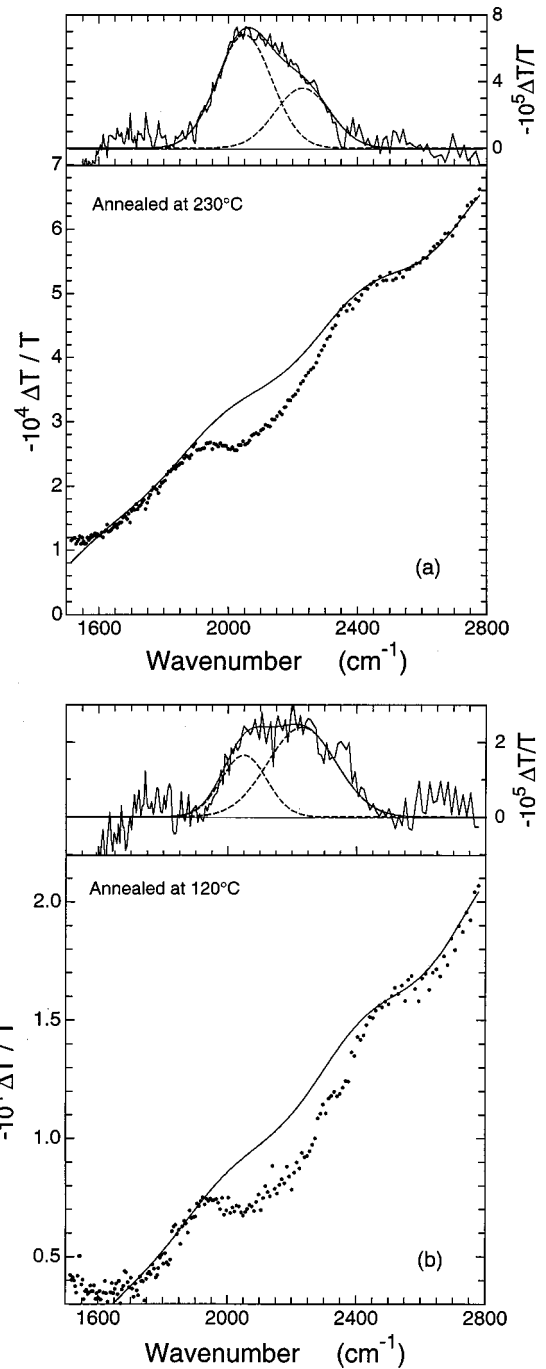 8
4
0
-10⁵ΔT/T
7
6
5
4
3
2
1
0
-10⁴ ΔT / T
Annealed at 230°C
(a)
1600 2000 2400 2800
Wavenumber (cm⁻¹)
2
0
-10⁵ ΔT/T
2.0
1.5
1.0
0.5
ΔT / T
Annealed at 120°C
(b)
1600 2000 2400 2800
Wavenumber (cm⁻¹)